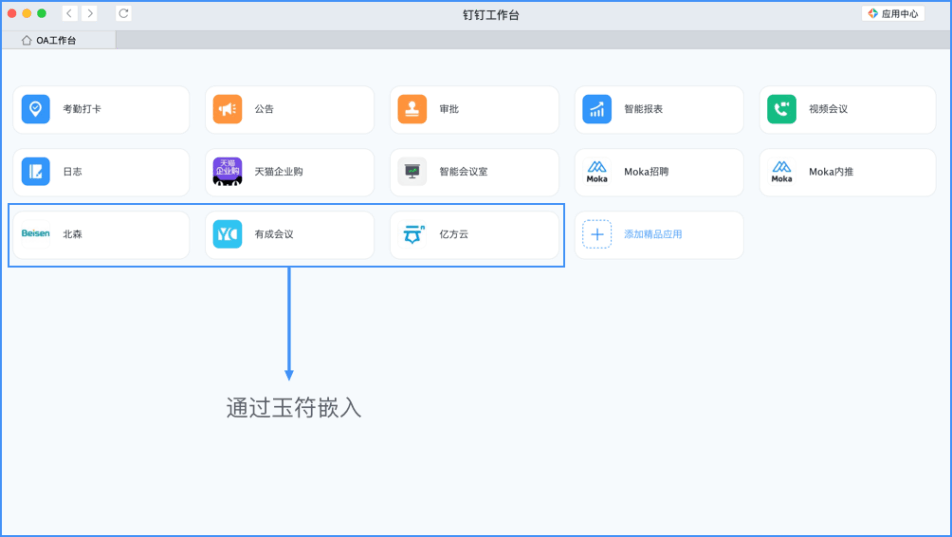 钉钉工作台
应用中心
OA工作台
考勤打卡
公告
审批
智能报表
视频会议
日志
天猫
企业购
天猫企业购
智能会议室
Moka
Moka招聘
Moka
Moka内推
Beisen
北森
YC
有成会议
亿方云
添加精品应用
通过玉符嵌入